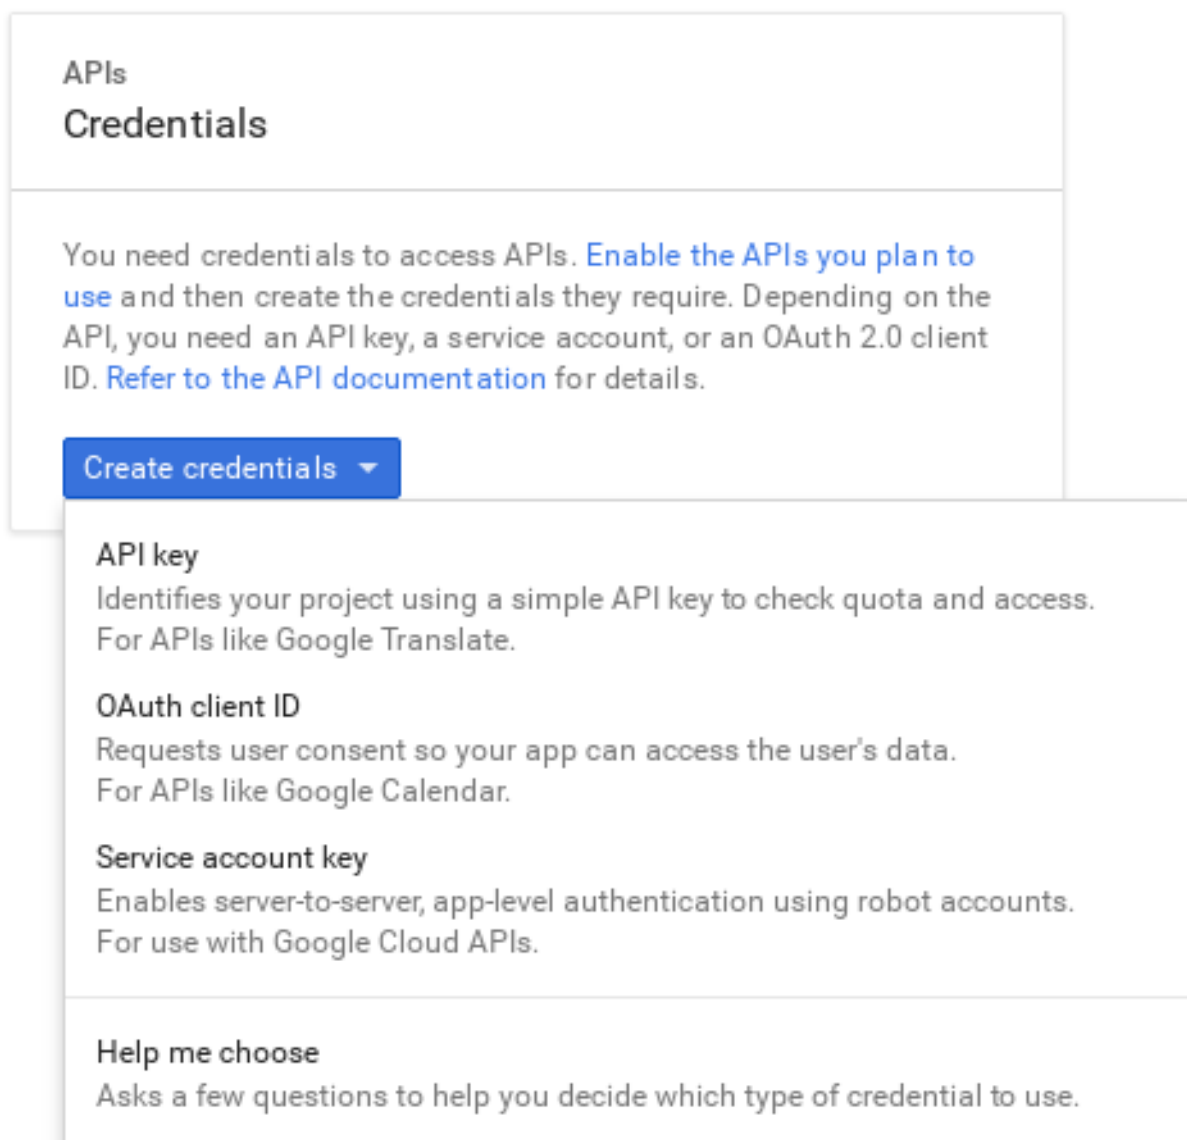 APIs
Credentials
You need credentials to access APIs. Enable the APIs you plan to
use and then create the credentials they require. Depending on the
API, you need an API key, a service account, or an OAuth 2.0 client
ID. Refer to the API documentation for details.
Create credentials
API key
Identifies your project using a simple API key to check quota and access.
For APIs like Google Translate.
OAuth client ID
Requests user consent so your app can access the user's data.
For APIs like Google Calendar.
Service account key
Enables server-to-server, app-level authentication using robot accounts.
For use with Google Cloud APIs.
Help me choose
Asks a few questions to help you decide which type of credential to use.